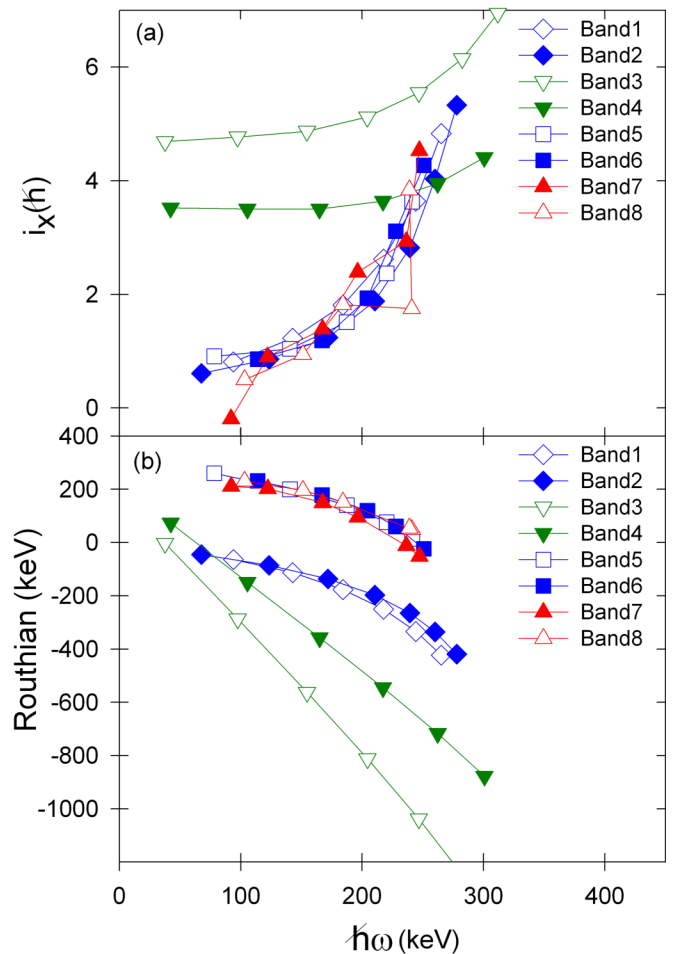 (a)
Band1
Band2
Band3
Band4
Band5
Band6
Band7
Band8
6
4
2
0
iₓ(ħ)
(b)
Band1
Band2
Band3
Band4
Band5
Band6
Band7
Band8
400
200
0
-200
-400
-600
-800
-1000
Routhian (keV)
0 100 200 300 400
ħω (keV)